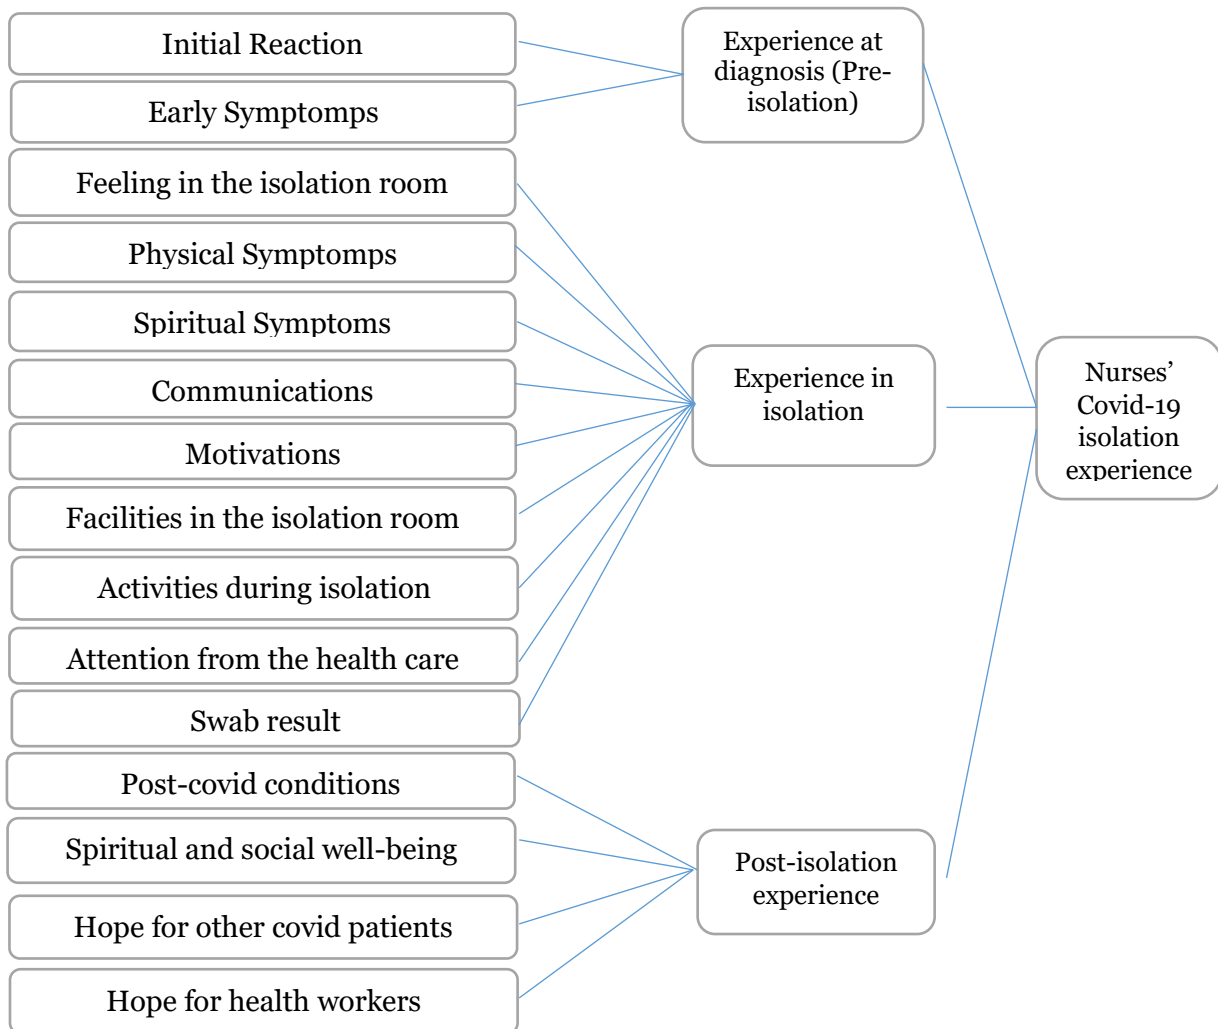 Initial Reaction
Early Symptomps
Feeling in the isolation room
Physical Symptomps
Spiritual Symptoms
Communications
Motivations
Facilities in the isolation room
Activities during isolation
Attention from the health care
Swab result
Post-covid conditions
Spiritual and social well-being
Hope for other covid patients
Hope for health workers
Experience at
diagnosis (Pre-
isolation)
Experience in
isolation
Post-isolation
experience
Nurses’
Covid-19
isolation
experience